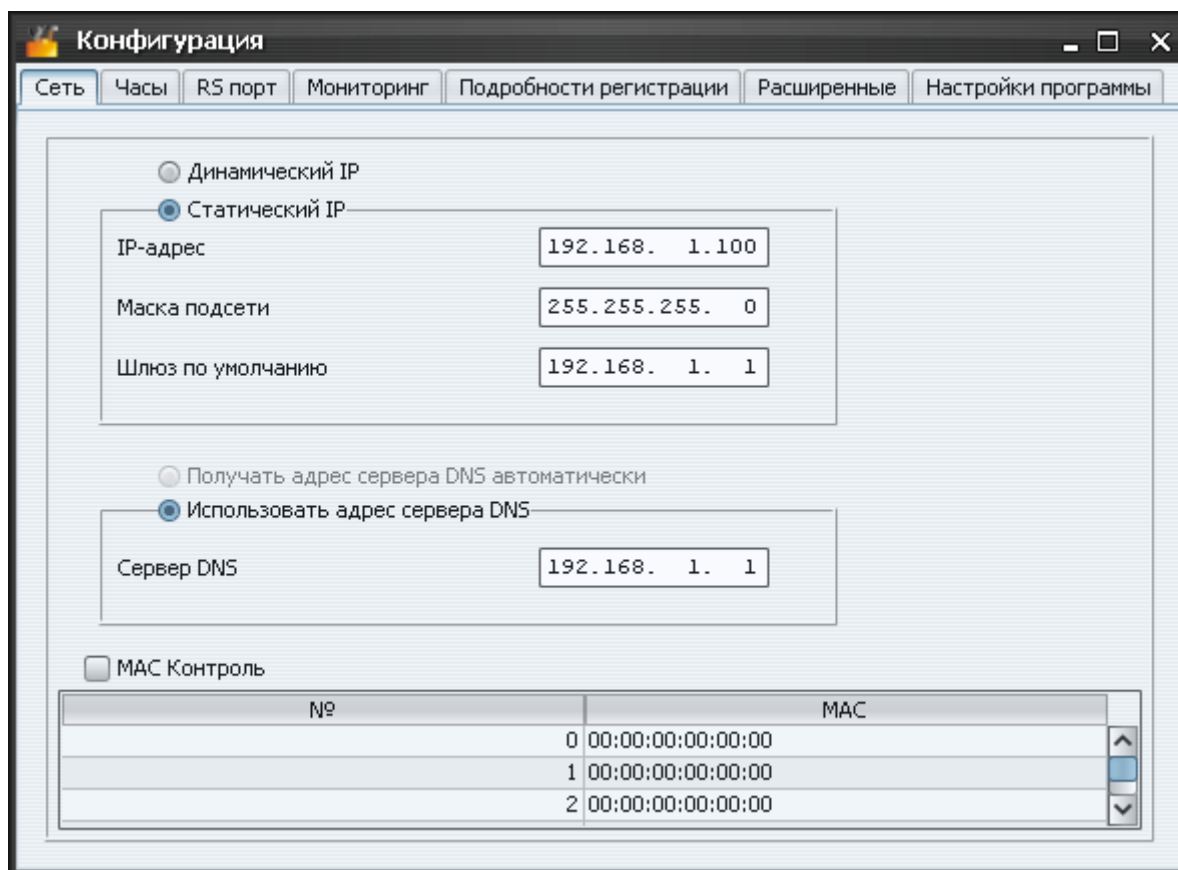 Конфигурация
Сеть Часы RS порт Мониторинг Подробности регистрации Расширенные Настройки программы
Динамический IP
Статический IP
IP-адрес 192.168. 1.100
Маска подсети 255.255.255. 0
Шлюз по умолчанию 192.168. 1. 1
Получать адрес сервера DNS автоматически
Использовать адрес сервера DNS
Сервер DNS 192.168. 1. 1
MAC Контроль
№ MAC
0 00:00:00:00:00:00
1 00:00:00:00:00:00
2 00:00:00:00:00:00